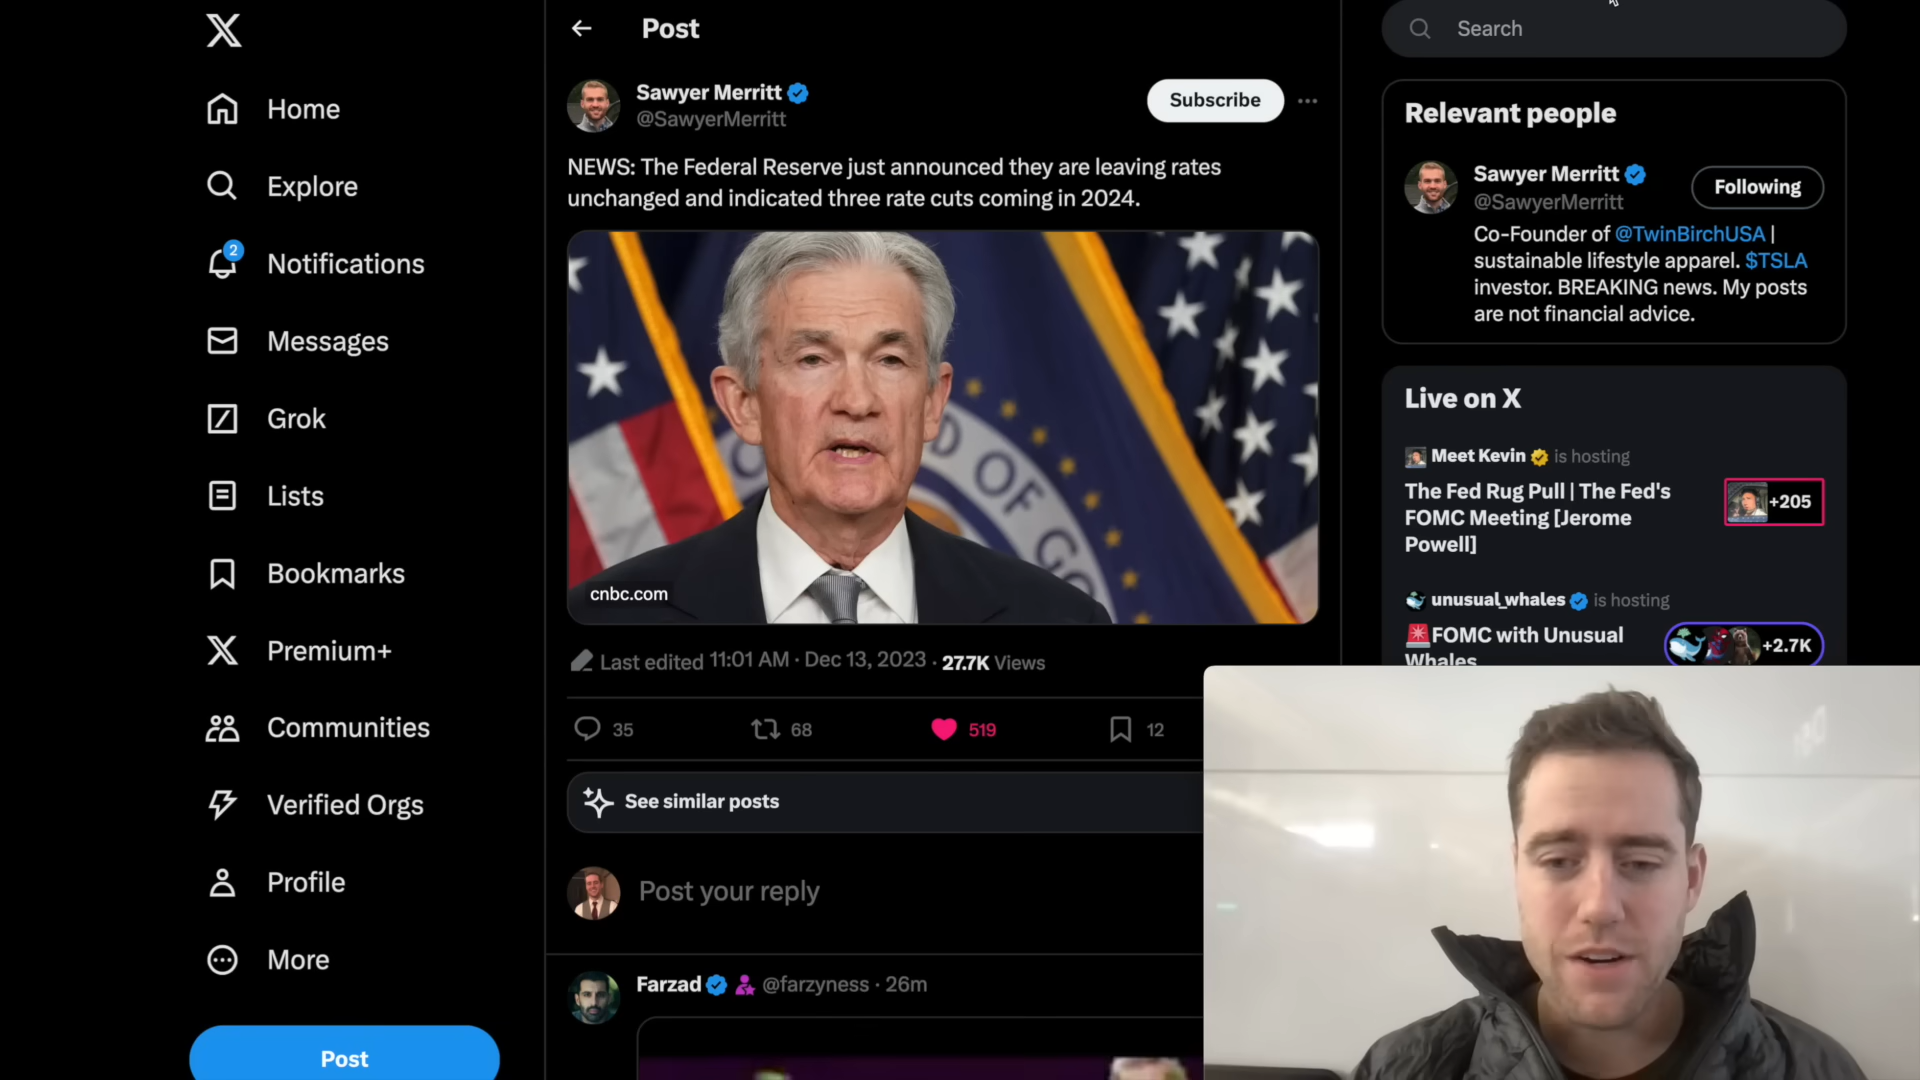 Home
Explore
2
Notifications
Messages
Grok
Lists
Bookmarks
Premium+
Communities
Verified Orgs
Profile
More
Post
Post
Sawyer Merritt
@SawyerMerritt
Subscribe
NEWS: The Federal Reserve just announced they are leaving rates
unchanged and indicated three rate cuts coming in 2024.
D OF GO
cnbc.com
Last edited 11:01 AM · Dec 13, 2023 · 27.7K Views
35 68 519 12
See similar posts
Post your reply
Farzad @farzyness · 26m
Search
Relevant people
Sawyer Merritt
@SawyerMerritt
Following
Co-Founder of @TwinBirchUSA |
sustainable lifestyle apparel. $TSLA
investor. BREAKING news. My posts
are not financial advice.
Live on X
Meet Kevin is hosting
The Fed Rug Pull | The Fed's
FOMC Meeting [Jerome
Powell]
+205
unusual_whales is hosting
FOMC with Unusual
Whales
+2.7K